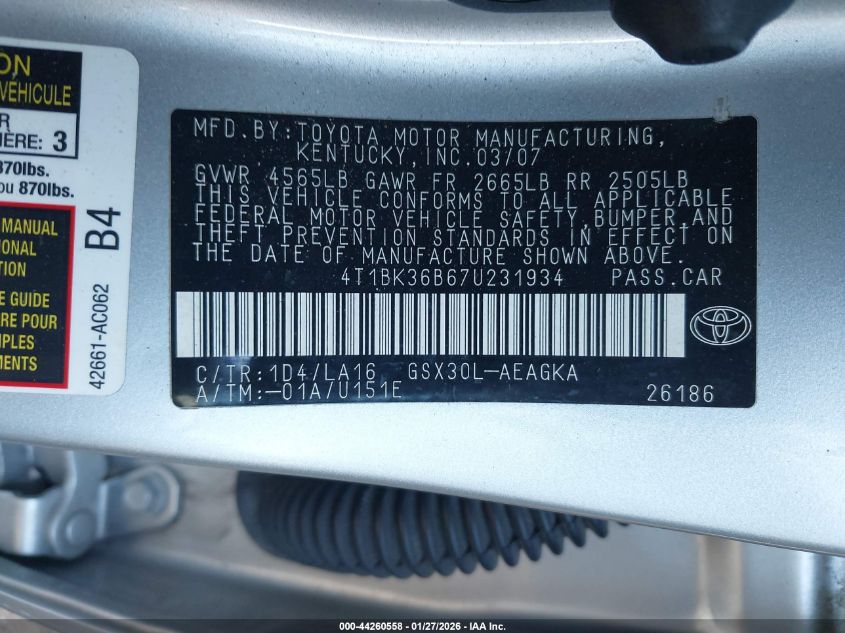 ON
VEHICULE
R
HERE: 3
870lbs.
ou 870lbs.
MANUAL
ONAL
TION
E GUIDE
RE POUR
MPLES
MENTS
B4
42661-AC062
MFD.BY:TOYOTA MOTOR MANUFACTURING,
KENTUCKY,INC.03/07
GVWR 4565LB GAWR FR 2665LB RR 2505LB
THIS VEHICLE CONFORMS TO ALL APPLICABLE
FEDERAL MOTOR VEHICLE SAFETY,BUMPER,AND
THEFT PREVENTION STANDARDS IN EFFECT ON
THE DATE OF MANUFACTURE SHOWN ABOVE.
4T1BK36B67U231934 PASS.CAR
C/TR:1D4/LA16 GSX30L-AEAGKA
A/TM:-01A/U151E 26186
000-44260558 - 01/27/2026 - IAA Inc.